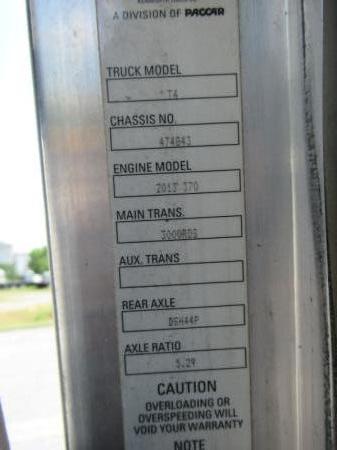 A DIVISION OF PACCAR
TRUCK MODEL
T4
CHASSIS NO.
474843
ENGINE MODEL
2013 370
MAIN TRANS.
3000RDS
AUX. TRANS
REAR AXLE
DSH44P
AXLE RATIO
5.29
CAUTION
OVERLOADING OR
OVERSPEEDING WILL
VOID YOUR WARRANTY
NOTE